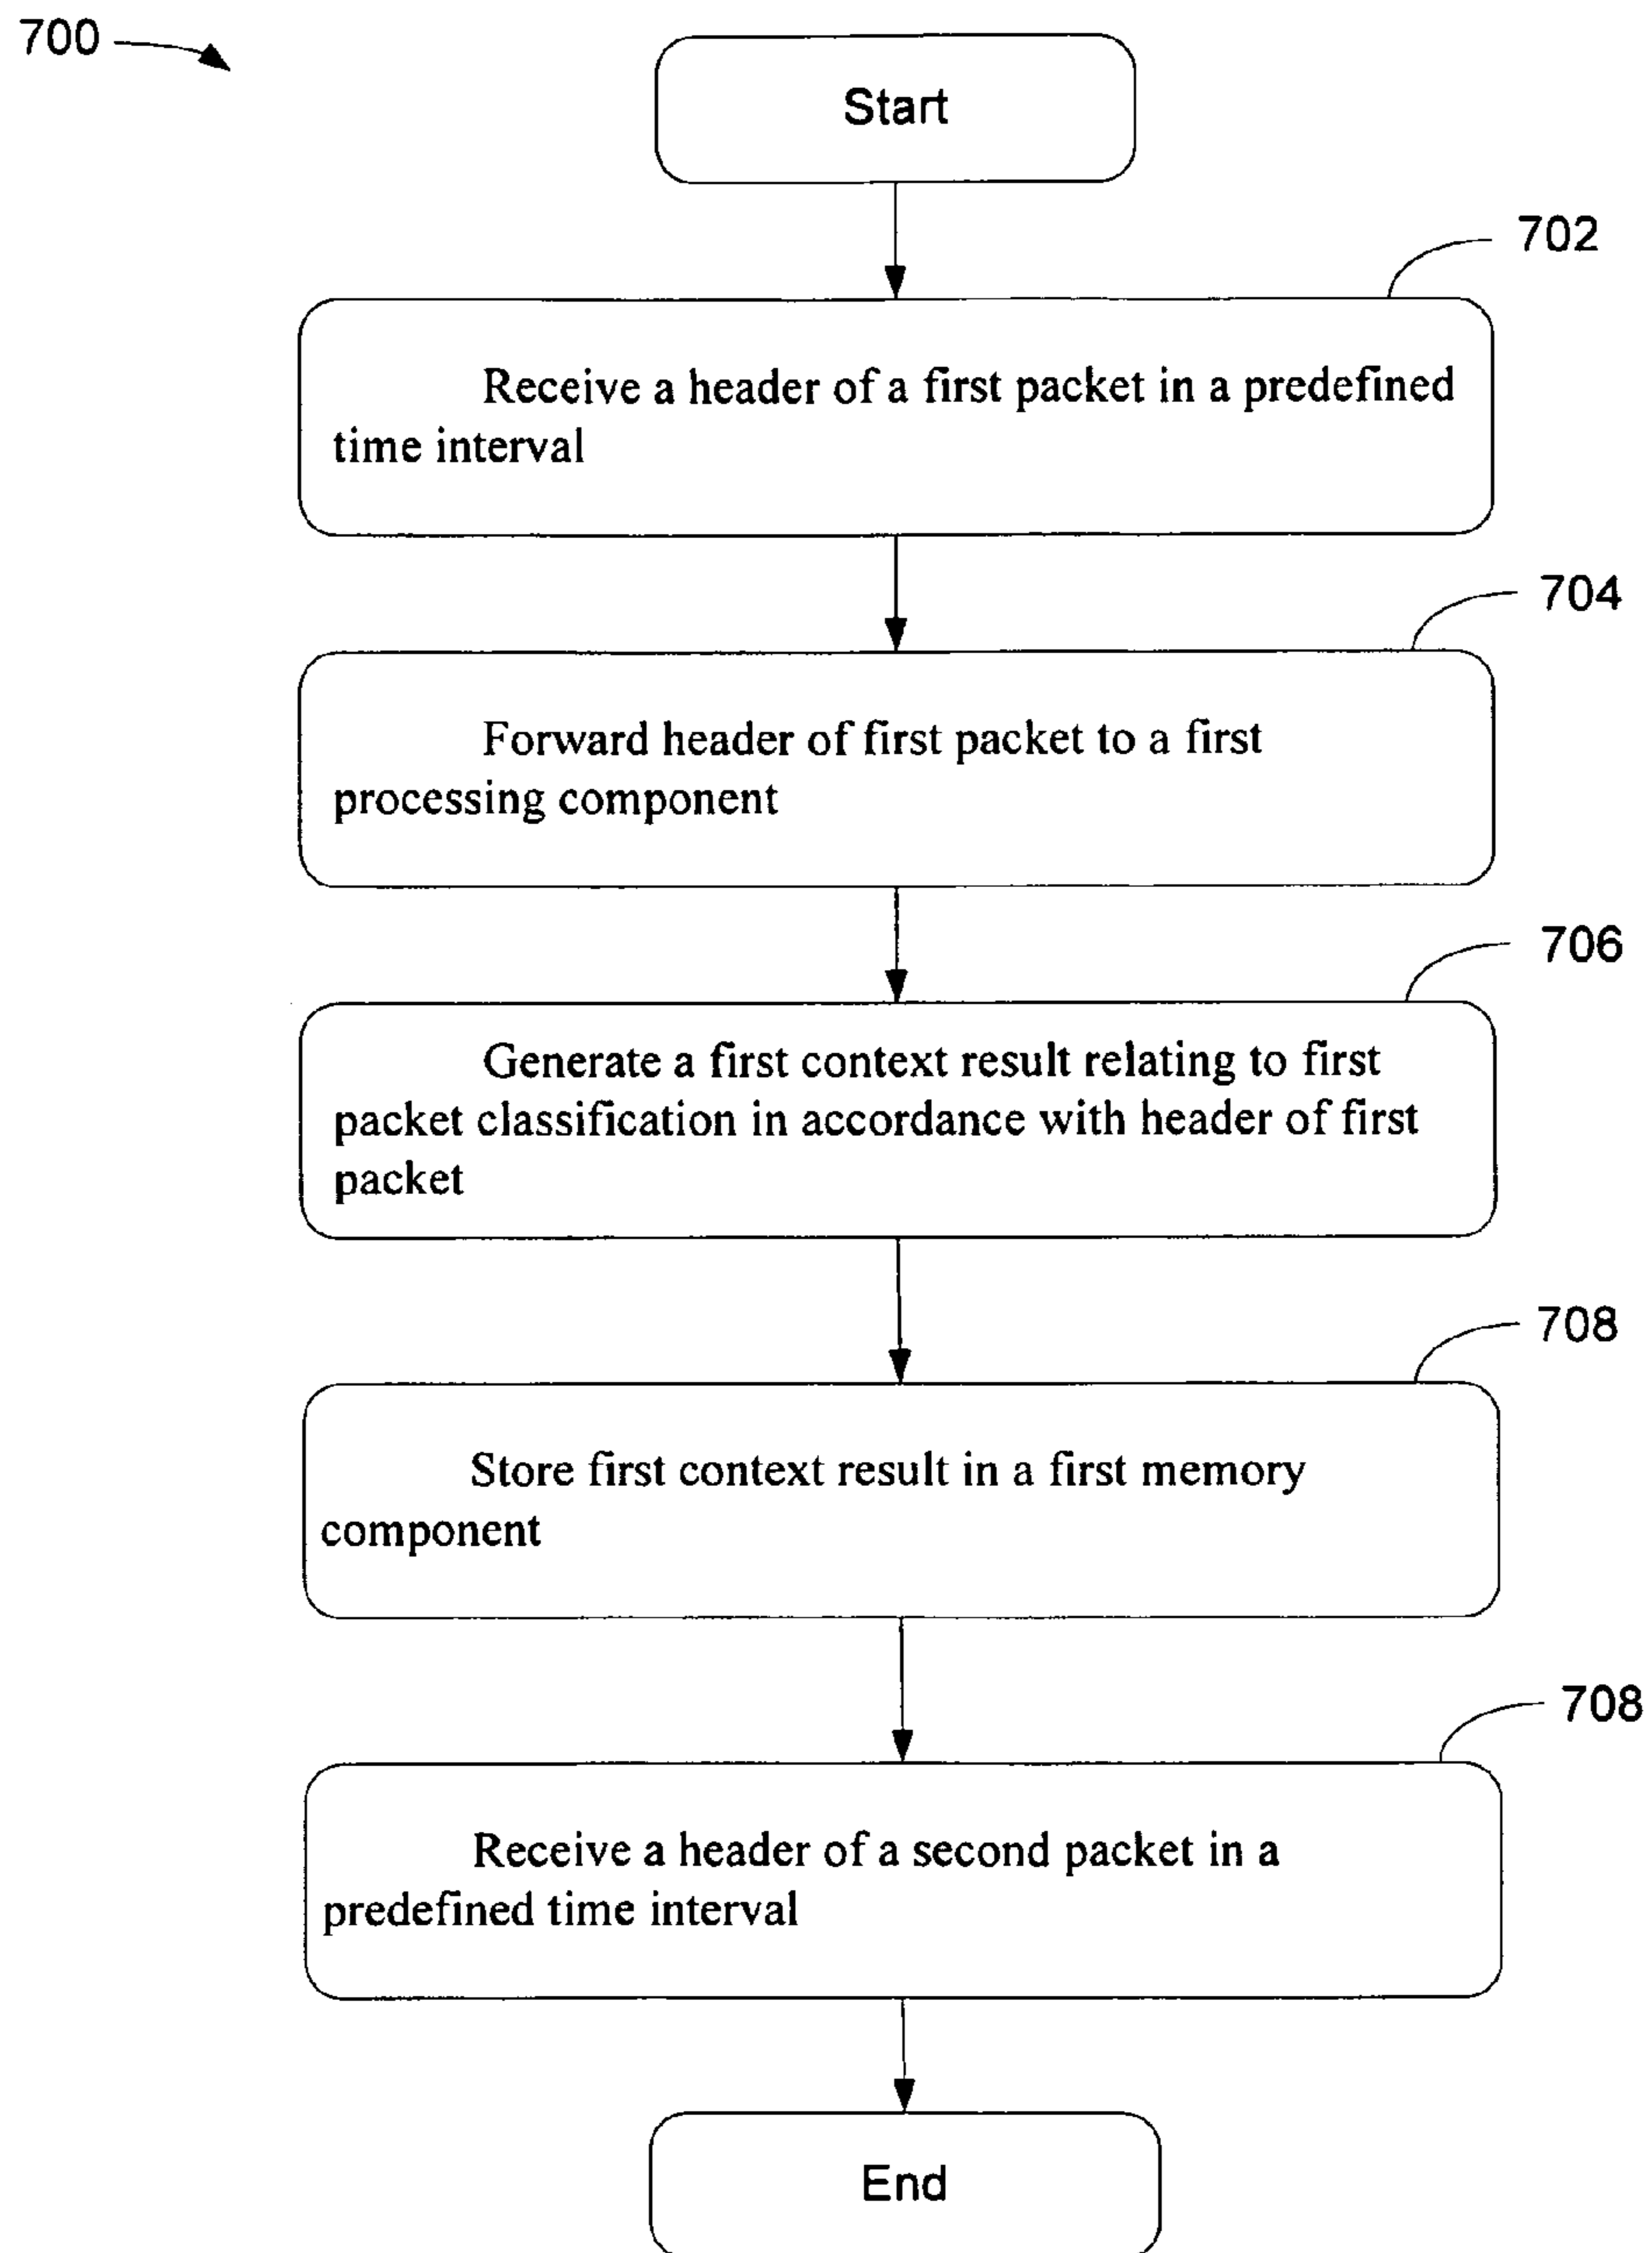 700
Start
702
Receive a header of a first packet in a predefined
time interval
704
Forward header of first packet to a first
processing component
706
Generate a first context result relating to first
packet classification in accordance with header of first
packet
708
Store first context result in a first memory
component
708
Receive a header of a second packet in a
predefined time interval
End